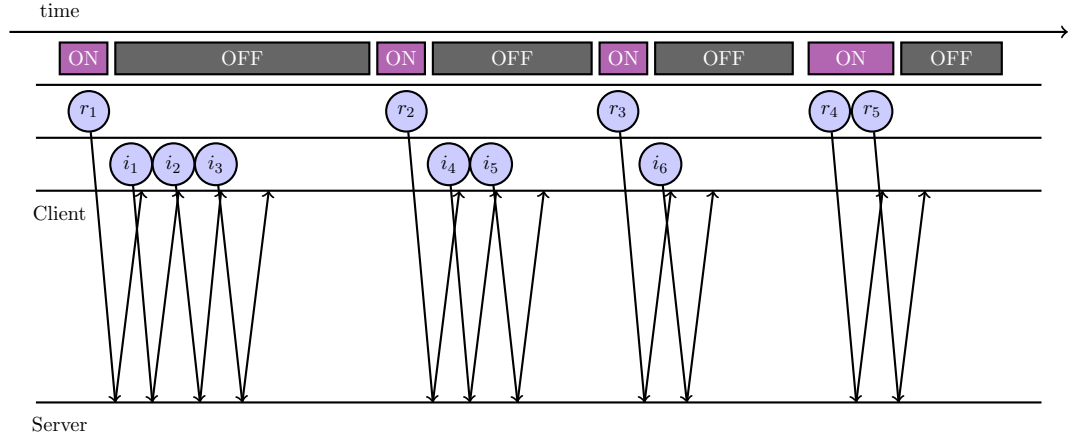 time
ON OFF ON OFF ON OFF ON OFF
r1 r2 r3 r4 r5
i1 i2 i3 i4 i5 i6
Client
Server